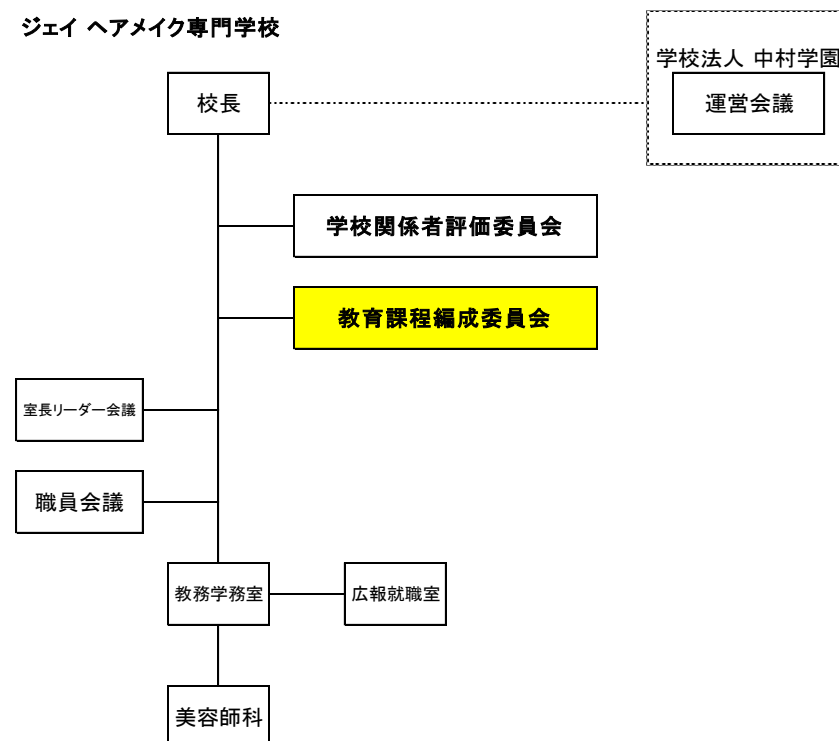 ジェイ ヘアメイク専門学校
学校法人 中村学園
校長
運営会議
学校関係者評価委員会
教育課程編成委員会
室長リーダー会議
職員会議
教務学務室
広報就職室
美容師科